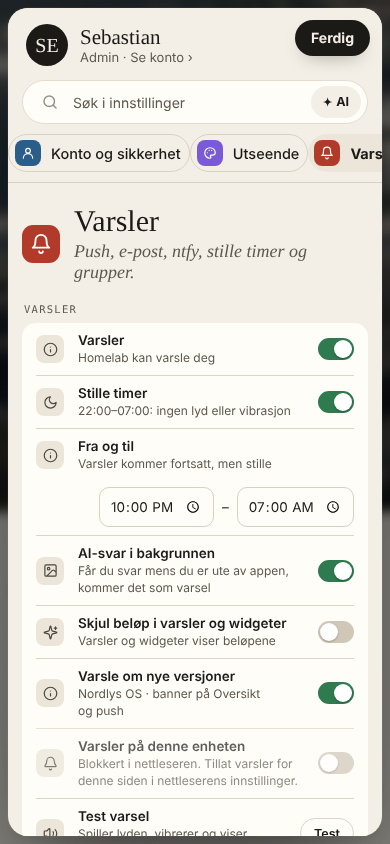 SE
Sebastian
Admin · Se konto ›
Ferdig
Søk i innstillinger
AI
Konto og sikkerhet
Utseende
Vars
Varsler
Push, e-post, ntfy, stille timer og
grupper.
VARSLER
Varsler
Homelab kan varsle deg
Stille timer
22:00–07:00: ingen lyd eller vibrasjon
Fra og til
Varsler kommer fortsatt, men stille
10:00 PM
–
07:00 AM
AI-svar i bakgrunnen
Får du svar mens du er ute av appen,
kommer det som varsel
Skjul beløp i varsler og widgeter
Varsler og widgeter viser beløpene
Varsle om nye versjoner
Nordlys OS · banner på Oversikt
og push
Varsler på denne enheten
Blokkert i nettleseren. Tillat varsler for
denne siden i nettleserens innstillinger.
Test varsel
Spiller lyden, vibrerer og viser
Test